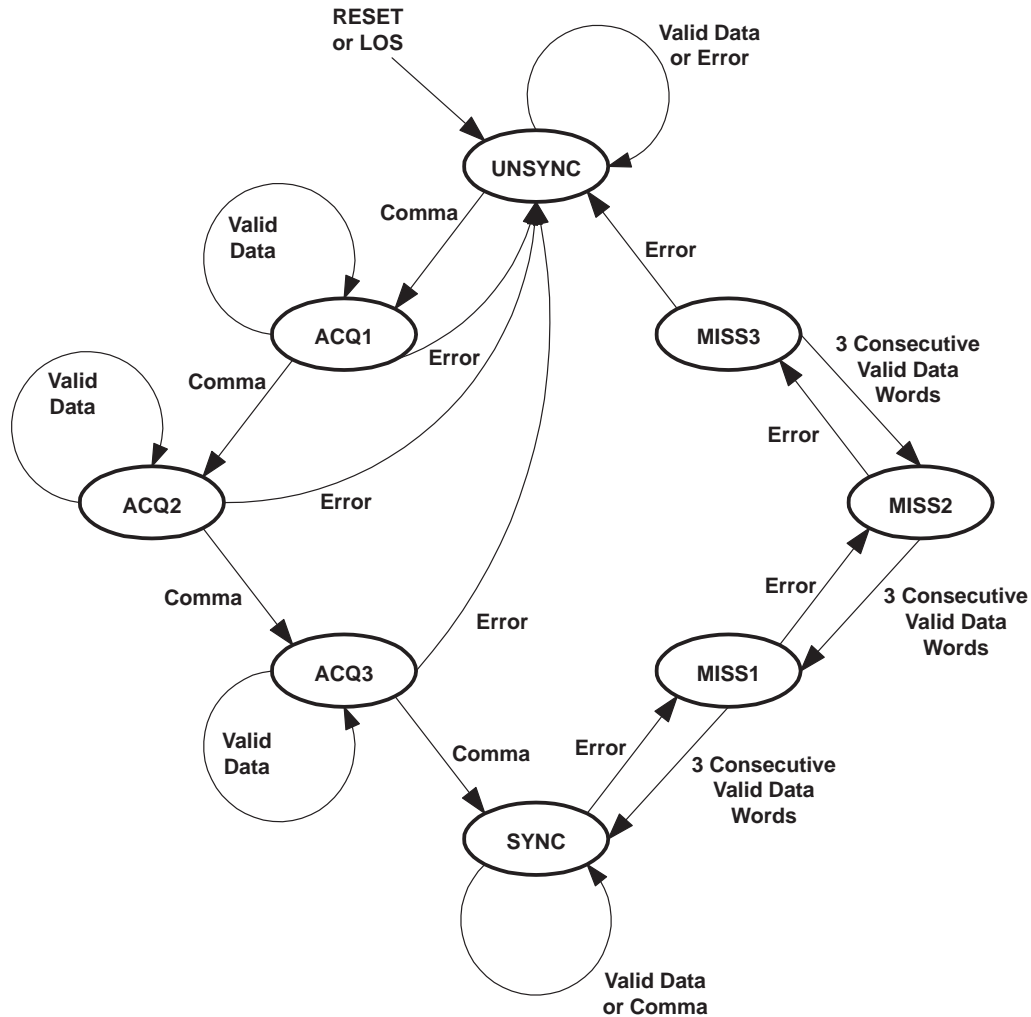 RESET
or LOS
Valid Data
or Error
UNSYNC
Comma
Valid
Data
Error
ACQ1
Error
MISS3
3 Consecutive
Valid Data
Words
Comma
Valid
Data
Error
ACQ2
Error
MISS2
Comma
Error
3 Consecutive
Valid Data
Words
Error
ACQ3
MISS1
Valid
Data
Comma
Error
3 Consecutive
Valid Data
Words
SYNC
Valid Data
or Comma